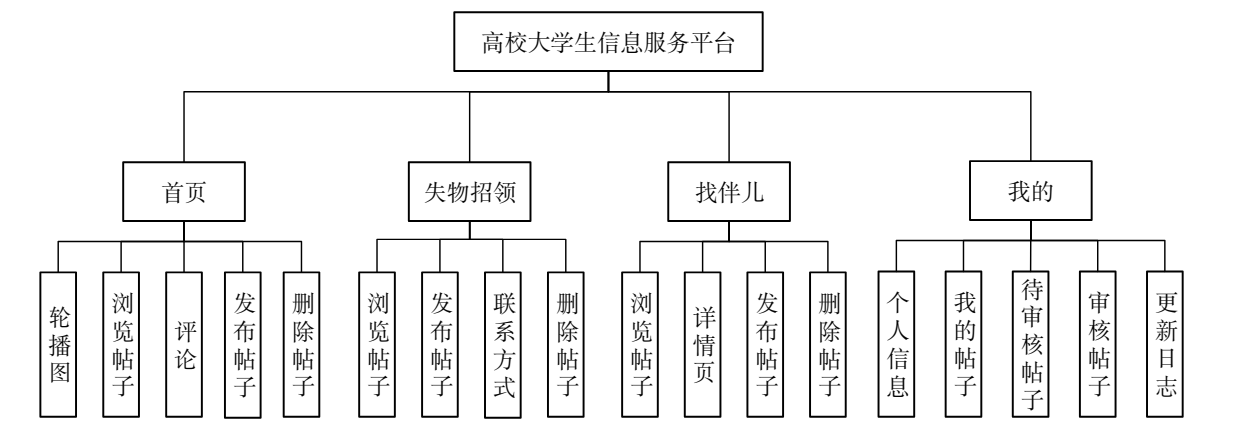 高校大学生信息服务平台
首页
失物招领
找伴儿
我的
轮播图
浏览帖子
评论
发布帖子
删除帖子
浏览帖子
发布帖子
联系方式
删除帖子
浏览帖子
详情页
发布帖子
删除帖子
个人信息
我的帖子
待审核帖子
审核帖子
更新日志